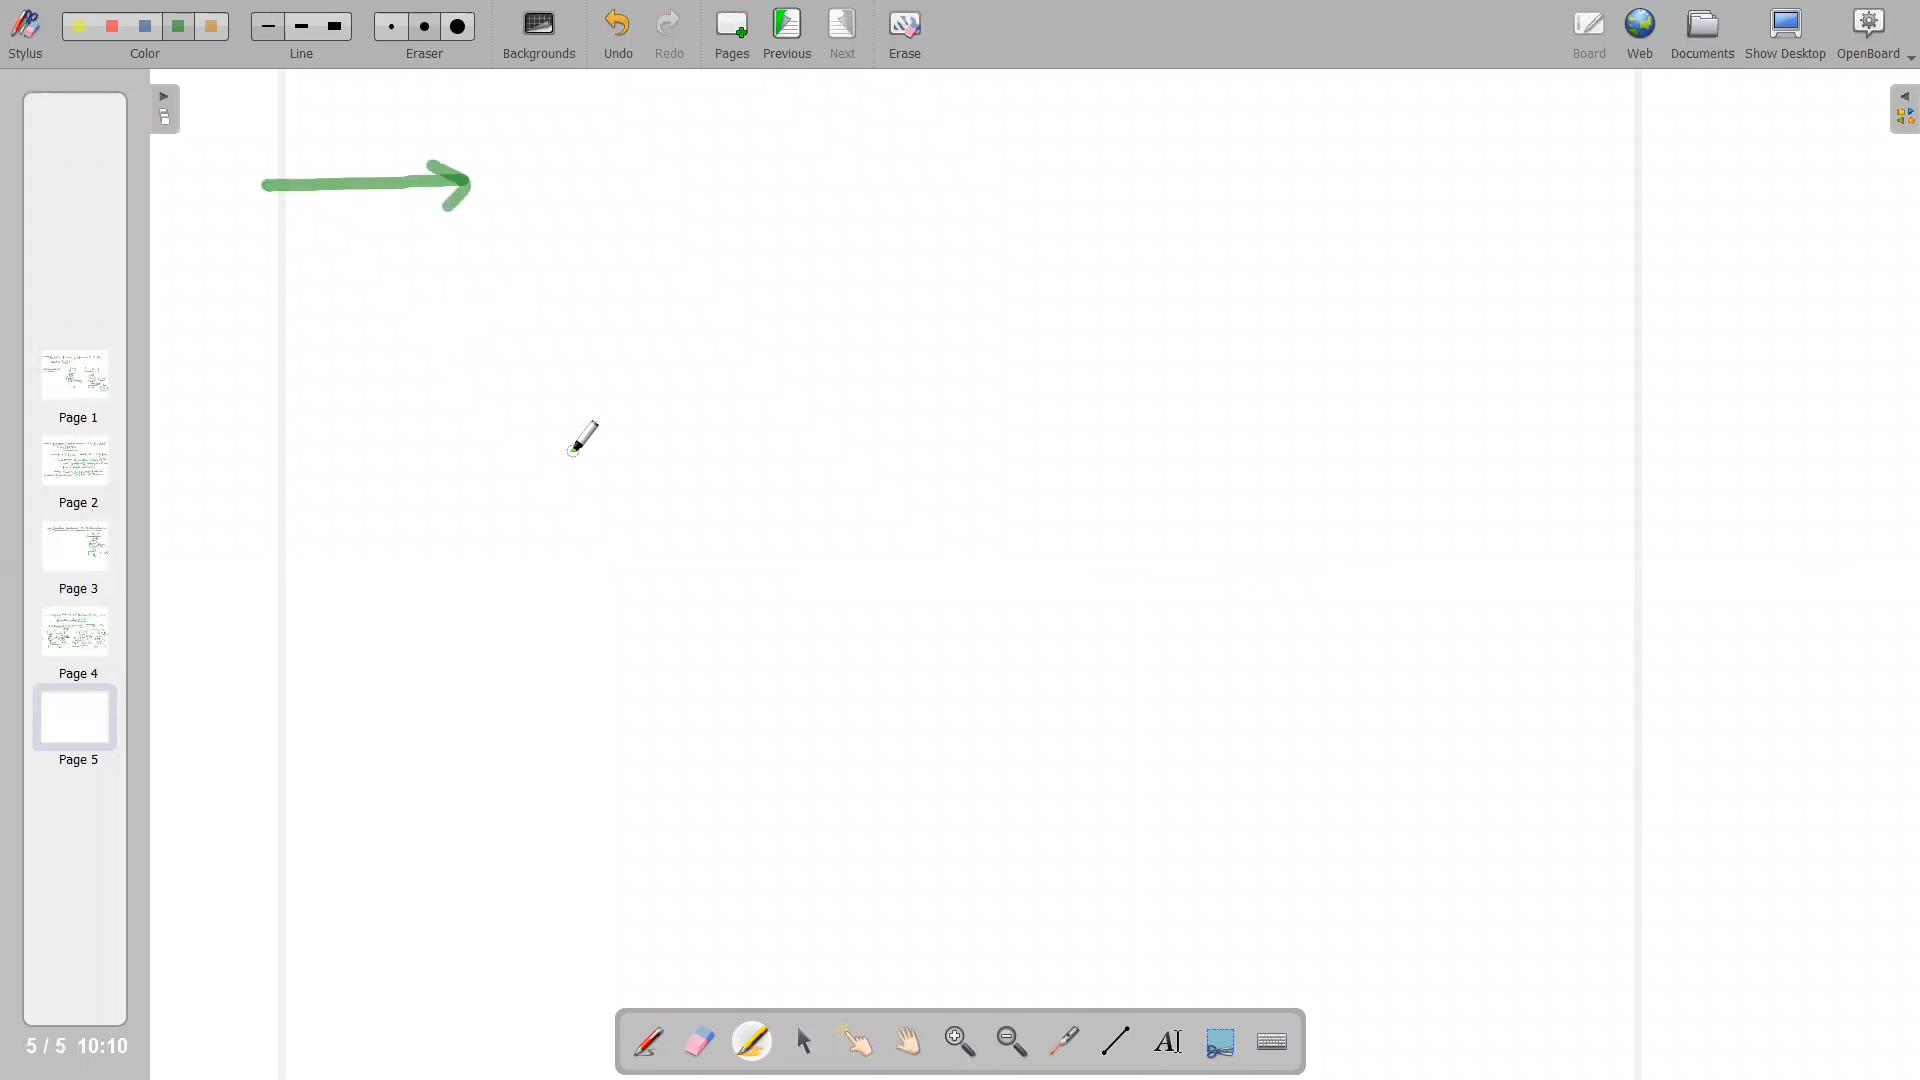 Stylus
Color
Line
Eraser
Backgrounds
Undo
Redo
Pages
Previous
Next
Erase
Board
Web
Documents
Show Desktop
OpenBoard
Page 1
Page 2
Page 3
Page 4
Page 5
5 / 5 10:10